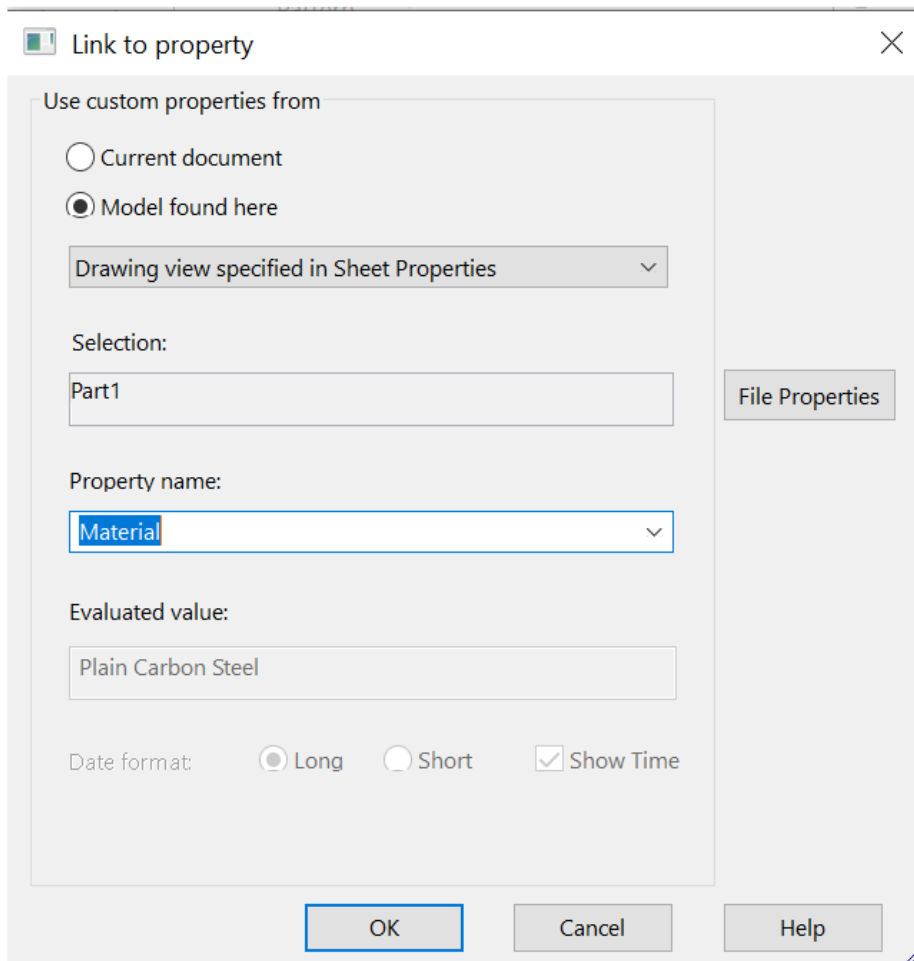 Link to property
Use custom properties from
Current document
Model found here
Drawing view specified in Sheet Properties
Selection:
Part1
File Properties
Property name:
Material
Evaluated value:
Plain Carbon Steel
Date format: Long Short Show Time
OK Cancel Help